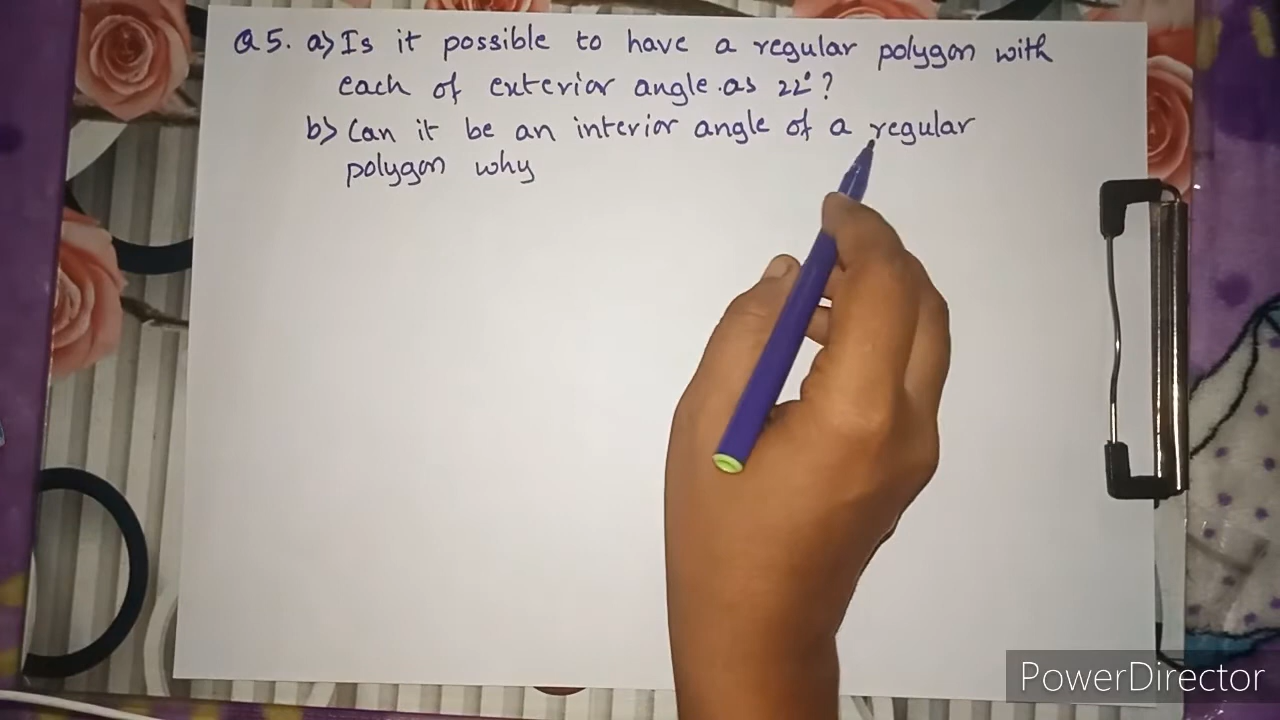 Q 5. a) Is it possible to have a regular polygon with
each of exterior angle.as 22°?
b) Can it be an interior angle of a regular
polygon why
PowerDirector